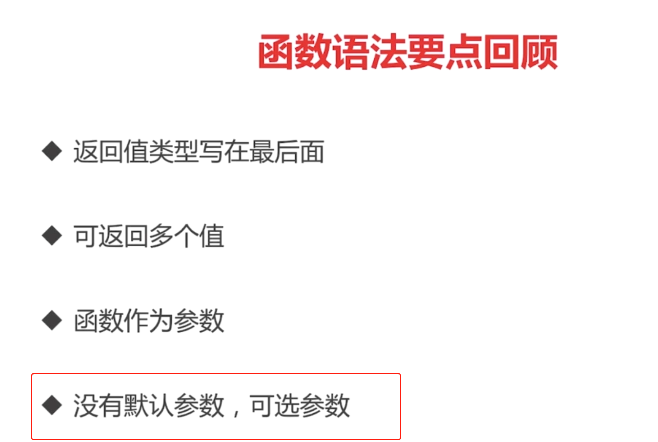 函数语法要点回顾
◆ 返回值类型写在最后面
◆ 可返回多个值
◆ 函数作为参数
◆ 没有默认参数，可选参数